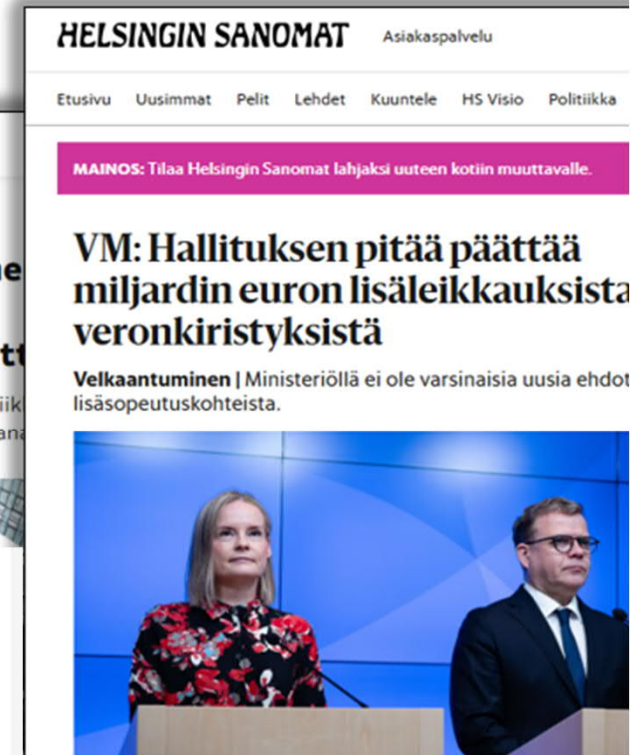 HELSINGIN SANOMAT Asiakaspalvelu
Etusivu Uusimmat Pelit Lehdet Kuuntele HS Visio Politiikka
MAINOS: Tilaa Helsingin Sanomat lahjaksi uuteen kotiin muuttavalle.
VM: Hallituksen pitää päättää
miljardin euron lisäleikkauksista
veronkiristyksistä
Velkaantuminen | Ministeriöllä ei ole varsinaisia uusia
lisäsopeutuskohteista.